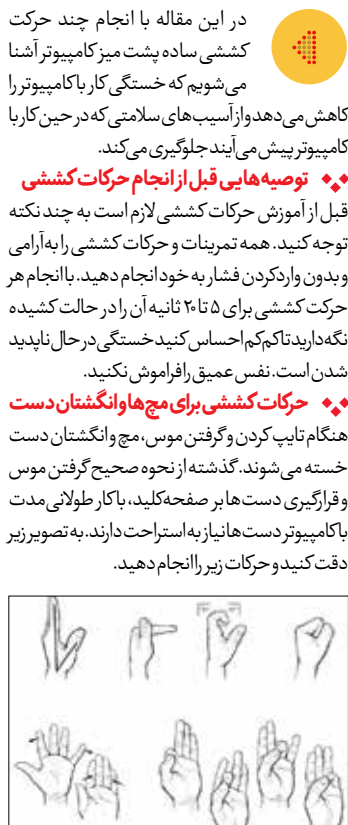 در این مقاله با انجام چند حرکت
کششی ساده پشت میز کامپیوتر آشنا
می‌شویم که خستگی کار با کامپیوتر را
کاهش می‌دهد و از آسیب‌های سلامتی که در حین کار با
کامپیوتر پیش می‌آیند جلوگیری می‌کند.
توصیه‌هایی قبل از انجام حرکات کششی
قبل از آموزش حرکات کششی لازم است به چند نکته
توجه کنید. همه تمرینات و حرکات کششی را به‌آرامی
و بدون واردکردن فشار به خود انجام دهید. با انجام هر
حرکت کششی برای ۵ تا ۲۰ ثانیه آن را در حالت کشیده
نگه‌دارید تا کم‌کم احساس کنید خستگی در حال ناپدید
شدن است. نفس عمیق را فراموش نکنید.
حرکات کششی برای مچ‌ها و انگشتان دست
هنگام تایپ کردن و گرفتن موس، مچ و انگشتان دست
خسته می‌شوند. گذشته از نحوه صحیح گرفتن موس
و قرارگیری دست‌ها بر صفحه‌کلید، با کار طولانی‌مدت
با کامپیوتر دست‌ها نیاز به استراحت دارند. به تصویر زیر
دقت کنید و حرکات زیر را انجام دهید.